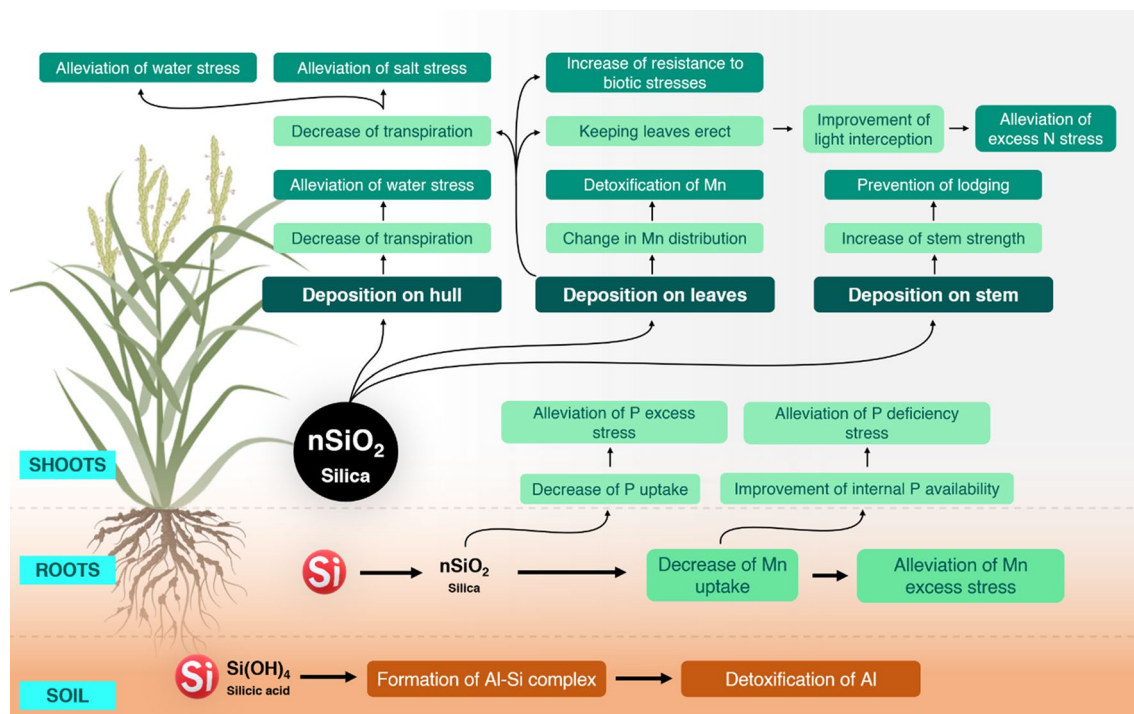 Alleviation of water stress
Alleviation of salt stress
Increase of resistance to
biotic stresses
Decrease of transpiration
Keeping leaves erect
Improvement of
light interception
Alleviation of
excess N stress
Alleviation of water stress
Detoxification of Mn
Prevention of lodging
Decrease of transpiration
Change in Mn distribution
Increase of stem strength
Deposition on hull
Deposition on leaves
Deposition on stem
nSiO₂
Silica
Alleviation of P excess
stress
Alleviation of P deficiency
stress
SHOOTS
Decrease of P uptake
Improvement of internal P availability
ROOTS
Si
nSiO₂
Silica
Decrease of Mn
uptake
Alleviation of Mn
excess stress
SOIL
Si
Si(OH)₄
Silicic acid
Formation of Al-Si complex
Detoxification of Al